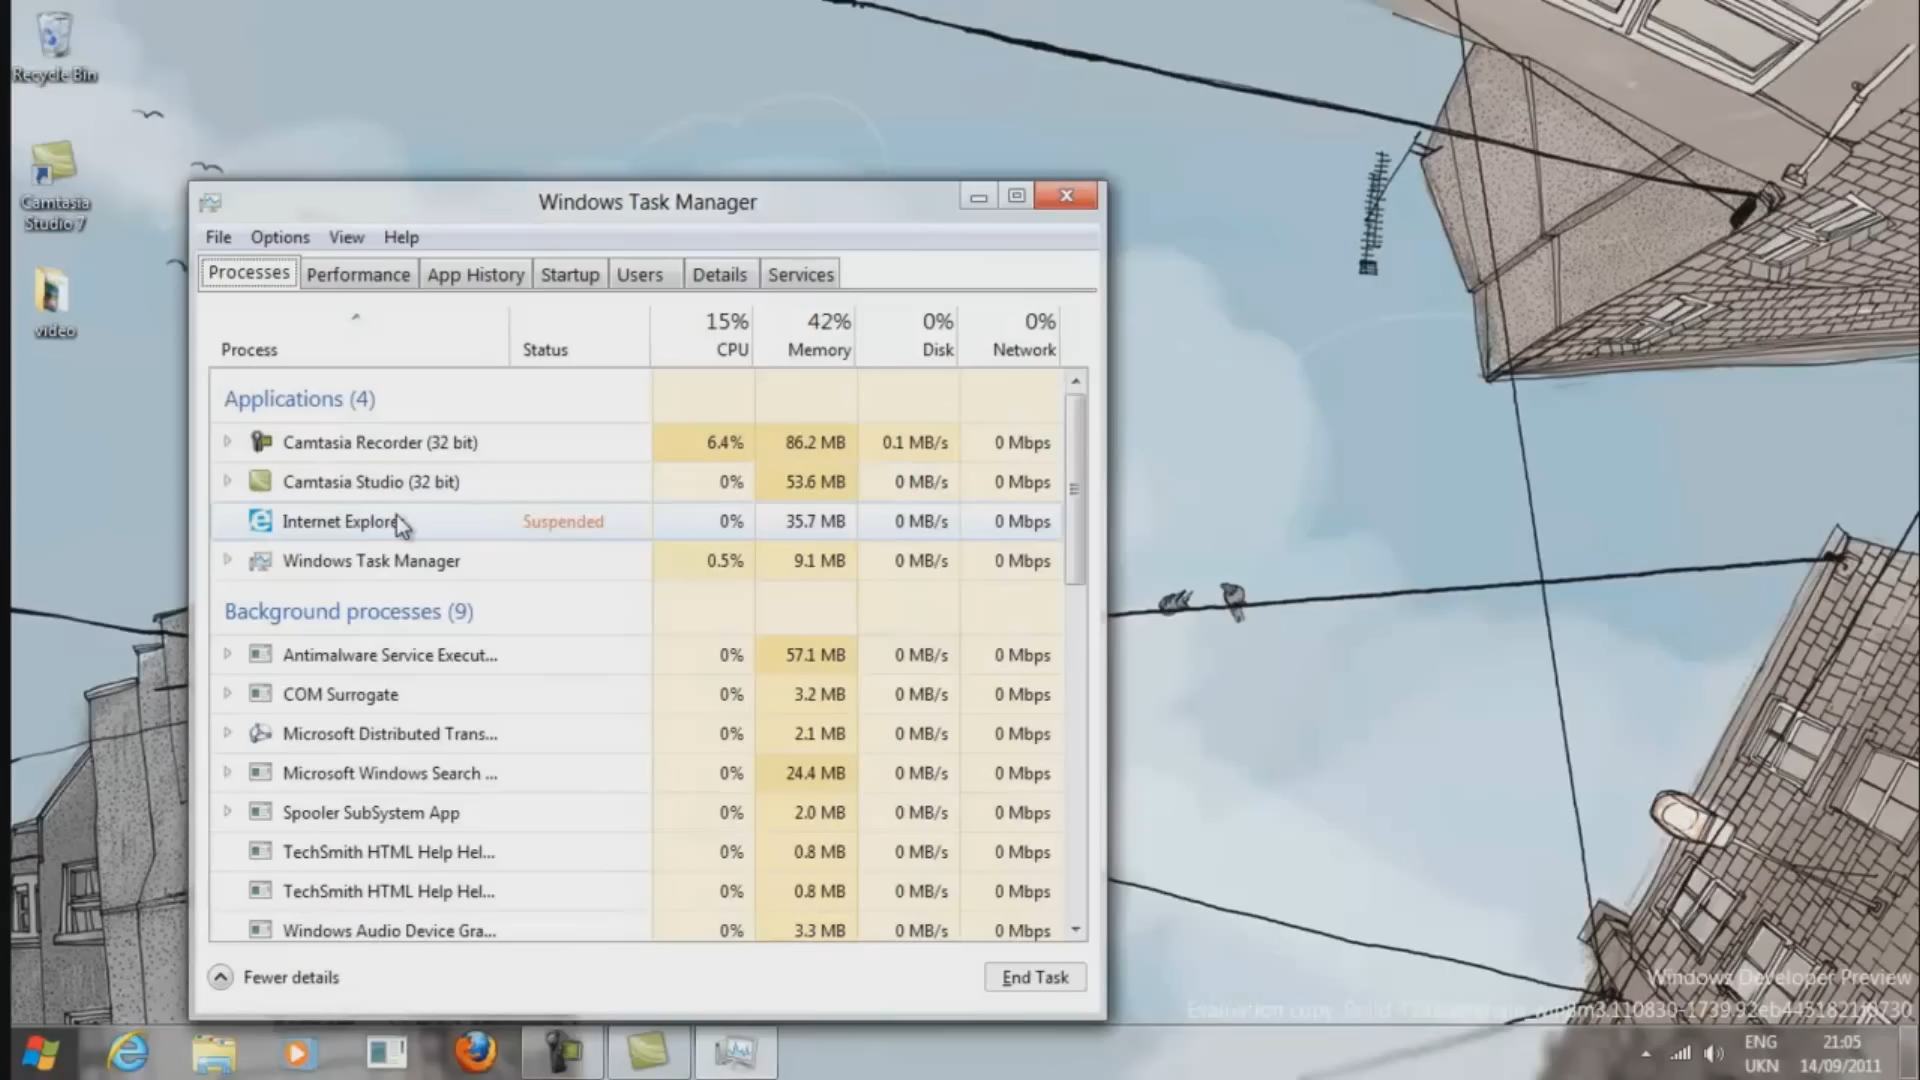 Recycle Bin
Camtasia
Studio 7
video
Windows Task Manager
File Options View Help
Processes Performance App History Startup Users Details Services
15% 42% 0% 0%
Process Status CPU Memory Disk Network
Applications (4)
Camtasia Recorder (32 bit) 6.4% 86.2 MB 0.1 MB/s 0 Mbps
Camtasia Studio (32 bit) 0% 53.6 MB 0 MB/s 0 Mbps
Internet Explore Suspended 0% 35.7 MB 0 MB/s 0 Mbps
Windows Task Manager 0.5% 9.1 MB 0 MB/s 0 Mbps
Background processes (9)
Antimalware Service Execut... 0% 57.1 MB 0 MB/s 0 Mbps
COM Surrogate 0% 3.2 MB 0 MB/s 0 Mbps
Microsoft Distributed Trans... 0% 2.1 MB 0 MB/s 0 Mbps
Microsoft Windows Search ... 0% 24.4 MB 0 MB/s 0 Mbps
Spooler SubSystem App 0% 2.0 MB 0 MB/s 0 Mbps
TechSmith HTML Help Hel... 0% 0.8 MB 0 MB/s 0 Mbps
TechSmith HTML Help Hel... 0% 0.8 MB 0 MB/s 0 Mbps
Windows Audio Device Gra... 0% 3.3 MB 0 MB/s 0 Mbps
Fewer details End Task
Windows Developer Preview
Evaluation copy. Build
ENG 21:05
UKN 14/09/2011